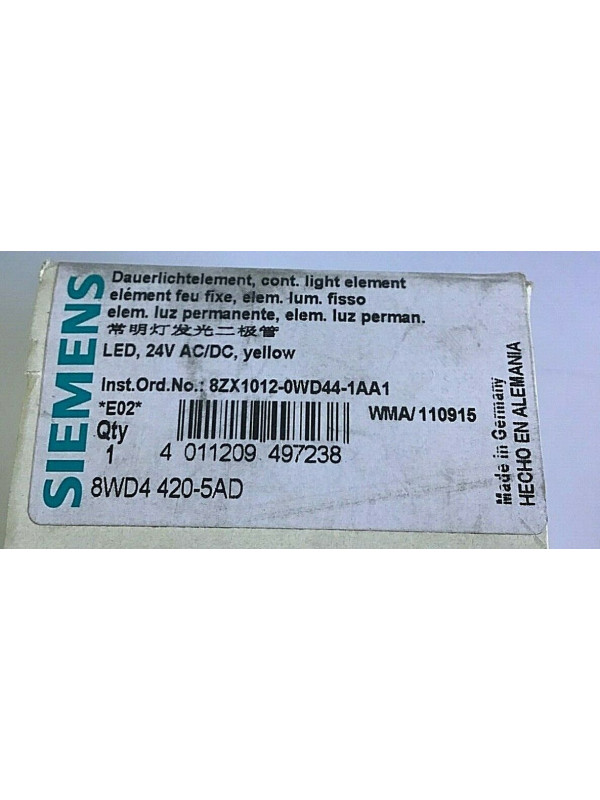 SIEMENS
Dauerlichtelement, cont. light element
elément feu fixe, elem. lum. fisso
elem. luz permanente, elem. luz perman.
常明灯发光二极管
LED, 24V AC/DC, yellow
Inst.Ord.No.: 8ZX1012-0WD44-1AA1
*E02*
WMA/110915
Qty
1
4 011209 497238
8WD4 420-5AD
Made in Germany
HECHO EN ALEMANIA